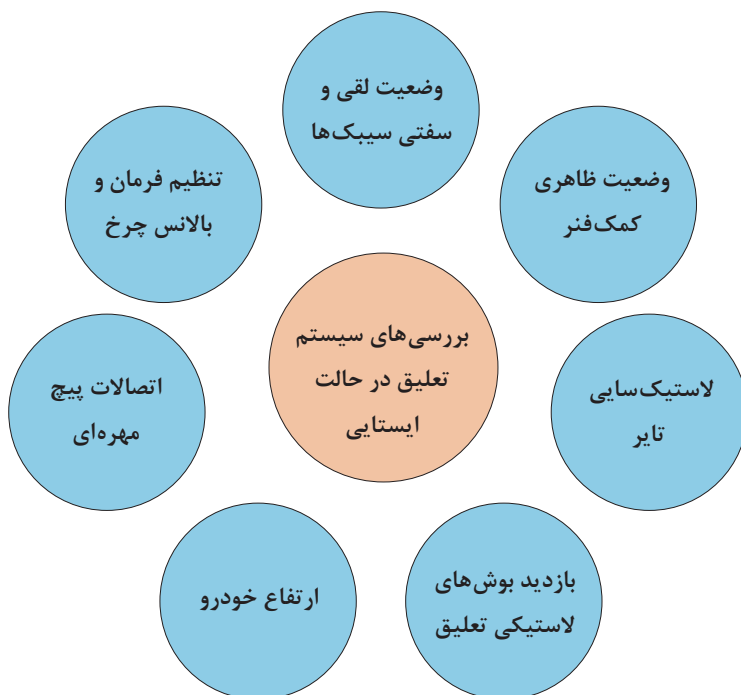 وضعیت لقی و
سفتی سیبک‌ها
وضعیت ظاهری
کمک‌فنر
لاستیک‌سایی
تایر
بازدید بوش‌های
لاستیکی تعلیق
ارتفاع خودرو
اتصالات پیچ
مهره‌ای
تنظیم فرمان و
بالانس چرخ
بررسی‌های سیستم
تعلیق در حالت
ایستایی